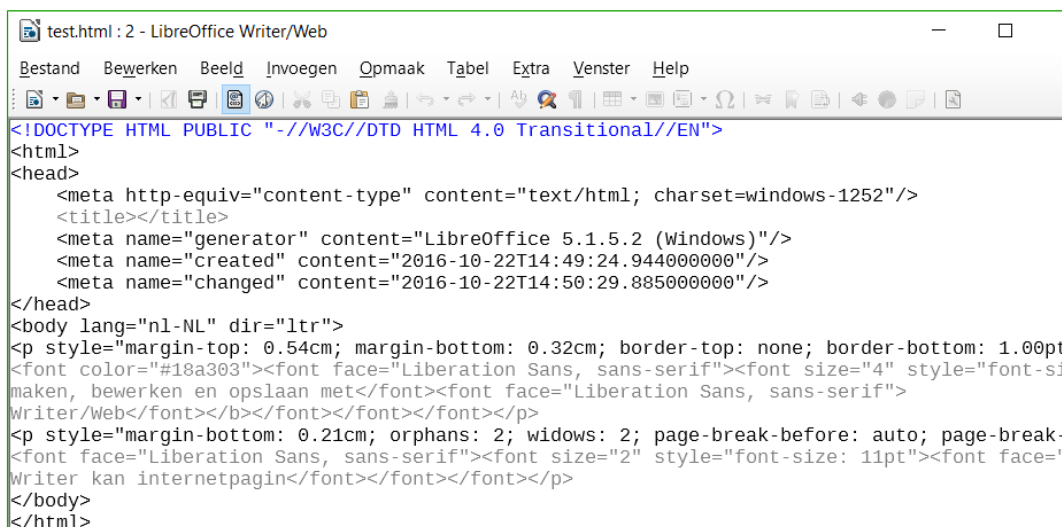 test.html : 2 - LibreOffice Writer/Web
Bestand Bewerken Beeld Invoegen Opmaak Tabel Extra Venster Help
<!DOCTYPE HTML PUBLIC "-//W3C//DTD HTML 4.0 Transitional//EN">
<html>
<head>
<meta http-equiv="content-type" content="text/html; charset=windows-1252"/>
<title></title>
<meta name="generator" content="LibreOffice 5.1.5.2 (Windows)"/>
<meta name="created" content="2016-10-22T14:49:24.944000000"/>
<meta name="changed" content="2016-10-22T14:50:29.885000000"/>
</head>
<body lang="nl-NL" dir="ltr">
<p style="margin-top: 0.54cm; margin-bottom: 0.32cm; border-top: none; border-bottom: 1.00pt
<font color="#18a303"><font face="Liberation Sans, sans-serif"><font size="4" style="font-si
maken, bewerken en opslaan met</font><font face="Liberation Sans, sans-serif">
Writer/Web</font></b></font></font></font></p>
<p style="margin-bottom: 0.21cm; orphans: 2; widows: 2; page-break-before: auto; page-break-
<font face="Liberation Sans, sans-serif"><font size="2" style="font-size: 11pt"><font face="
Writer kan internetpagin</font></font></font></p>
</body>
</html>